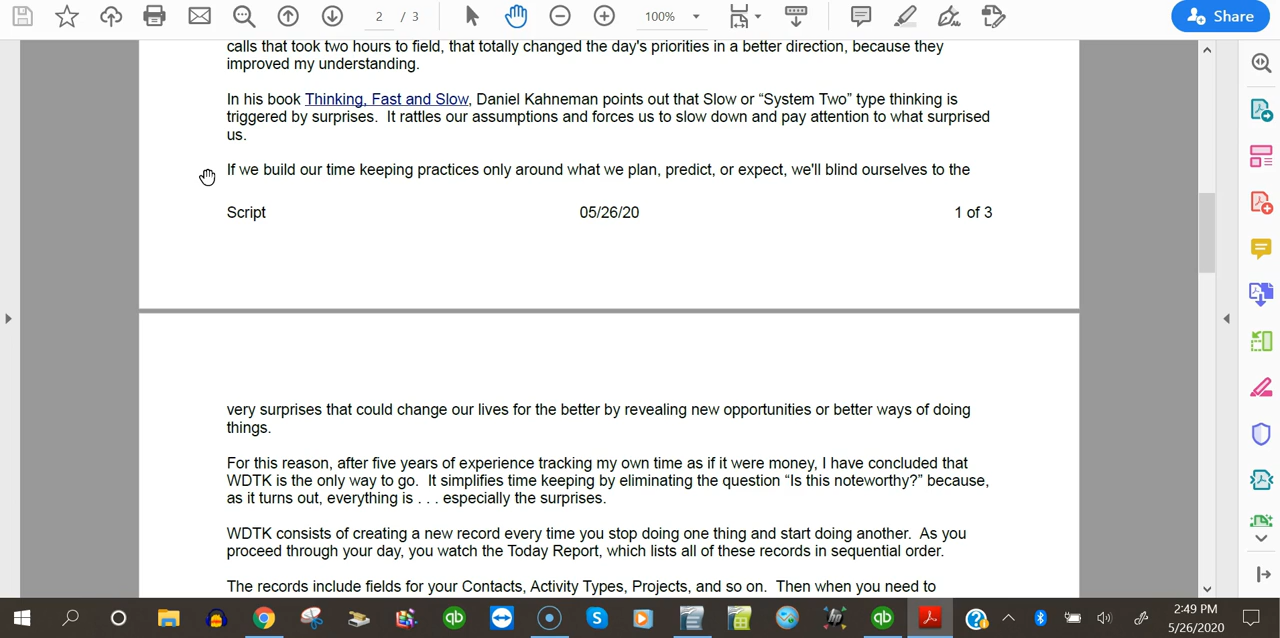 2 / 3
100%
Share
calls that took two hours to field, that totally changed the day's priorities in a better direction, because they
improved my understanding.
In his book Thinking, Fast and Slow, Daniel Kahneman points out that Slow or “System Two” type thinking is
triggered by surprises.  It rattles our assumptions and forces us to slow down and pay attention to what surprised
us.
If we build our time keeping practices only around what we plan, predict, or expect, we'll blind ourselves to the
Script 05/26/20 1 of 3
very surprises that could change our lives for the better by revealing new opportunities or better ways of doing
things.
For this reason, after five years of experience tracking my own time as if it were money, I have concluded that
WDTK is the only way to go.  It simplifies time keeping by eliminating the question “Is this noteworthy?” because,
as it turns out, everything is . . . especially the surprises.
WDTK consists of creating a new record every time you stop doing one thing and start doing another.  As you
proceed through your day, you watch the Today Report, which lists all of these records in sequential order.
The records include fields for your Contacts, Activity Types, Projects, and so on.  Then when you need to
qb
S
hp
qb
2:49 PM
5/26/2020